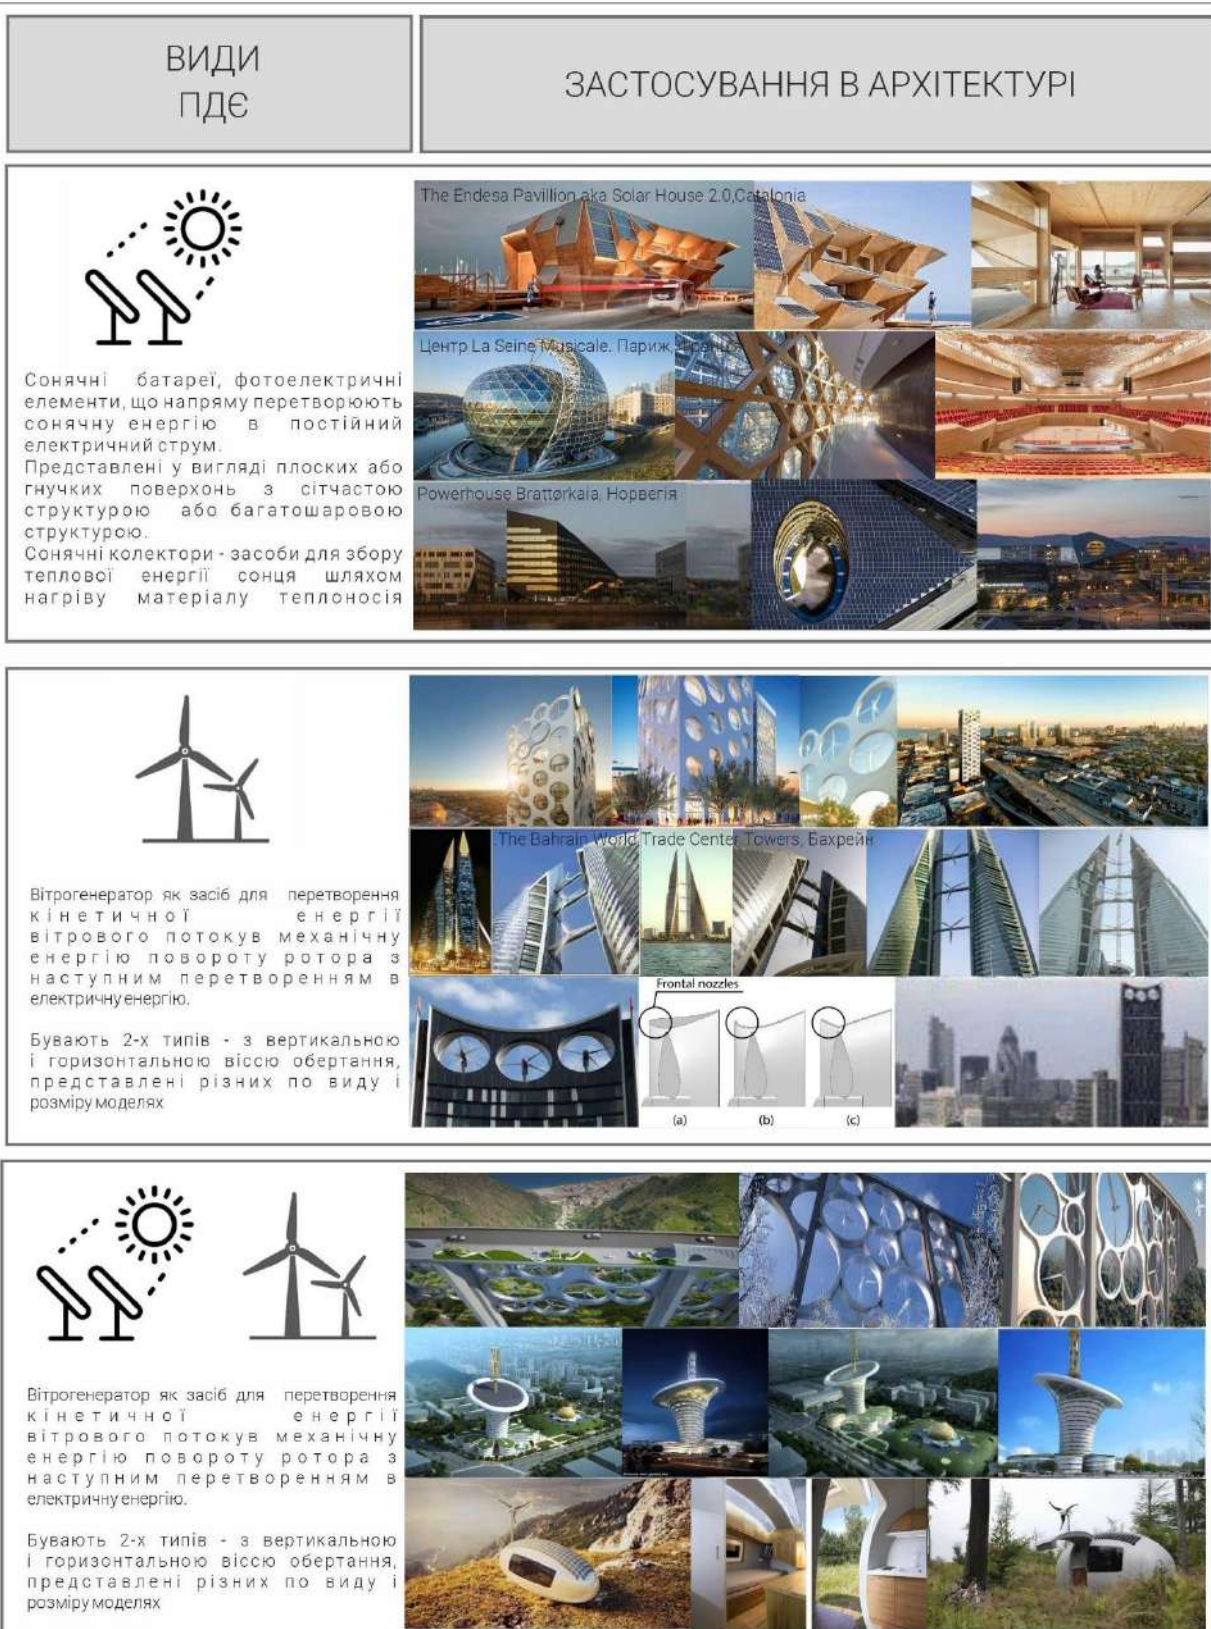 ВИДИ
ПДЄ
ЗАСТОСУВАННЯ В АРХІТЕКТУРІ
Сонячні батареї, фотоелектричні
елементи, що напряму перетворюють
сонячну енергію в постійний
електричний струм.
Представлені у вигляді плоских або
гнучких поверхонь з сітчастою
структурою або багатошаровою
структурою.
Сонячні колектори - засоби для збору
теплової енергії сонця шляхом
нагріву матеріалу теплоносія
The Endesa Pavillion aka Solar House 2.0,Catalonia
Центр La Seine Musicale. Париж, Франція
Powerhouse Brattørkaia, Норвегія
Вітрогенератор як засіб для перетворення
кінетичної енергії
вітрового потокув механічну
енергію повороту ротора з
наступним перетворенням в
електричну енергію.
Бувають 2-х типів - з вертикальною
і горизонтальною віссю обертання,
представлені різних по виду і
розміру моделях
The Bahrain World Trade Center Towers, Бахрейн
Frontal nozzles
(a)
(b)
(c)
Вітрогенератор як засіб для перетворення
кінетичної енергії
вітрового потокув механічну
енергію повороту ротора з
наступним перетворенням в
електричну енергію.
Бувають 2-х типів - з вертикальною
і горизонтальною віссю обертання,
представлені різних по виду і
розміру моделях